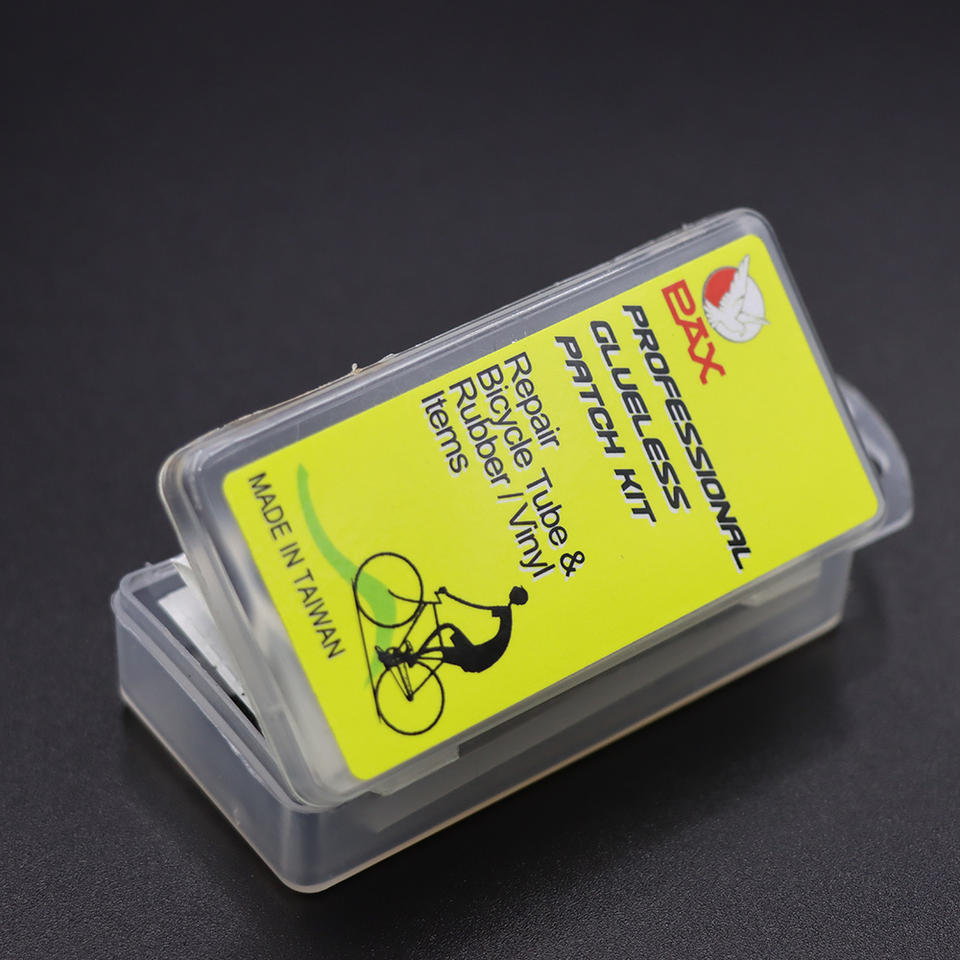 BAX
PROFESSIONAL
GLUELESS
PATCH KIT
Repair
Bicycle Tube &
Rubber / Vinyl
Items
MADE IN TAIWAN